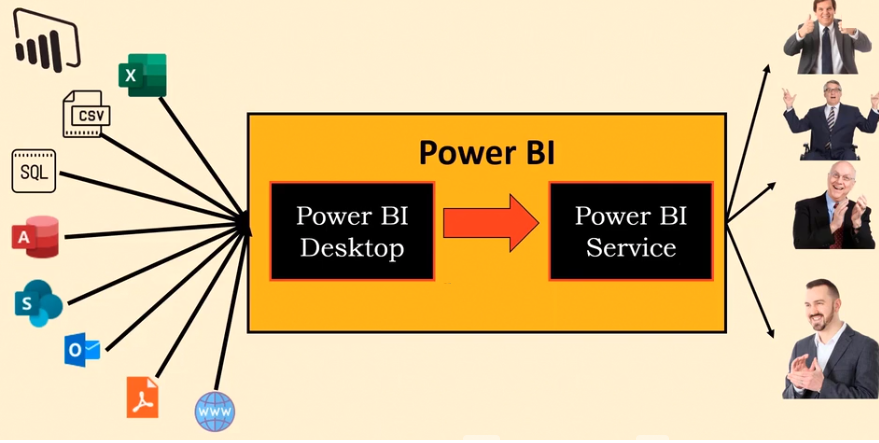 X
CSV
SQL
A
S
O
www
Power BI
Power BI
Desktop
Power BI
Service